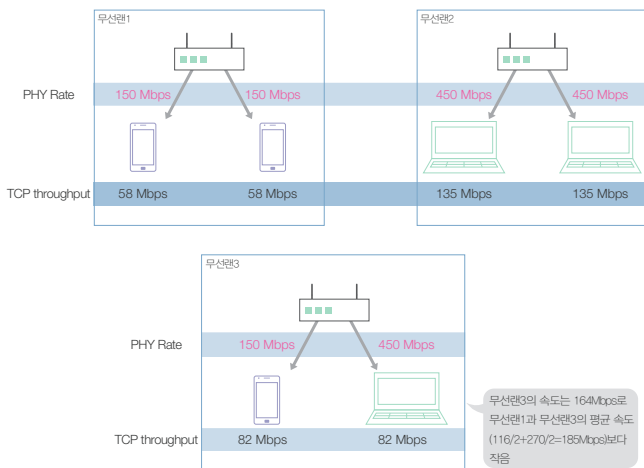 무선랜1
무선랜2
PHY Rate
150 Mbps
150 Mbps
450 Mbps
450 Mbps
TCP throughput
58 Mbps
58 Mbps
135 Mbps
135 Mbps
무선랜3
PHY Rate
150 Mbps
450 Mbps
TCP throughput
82 Mbps
82 Mbps
무선랜3의 속도는 164Mbps로
무선랜1과 무선랜3의 평균 속도
(116/2+270/2=185Mbps)보다
작음